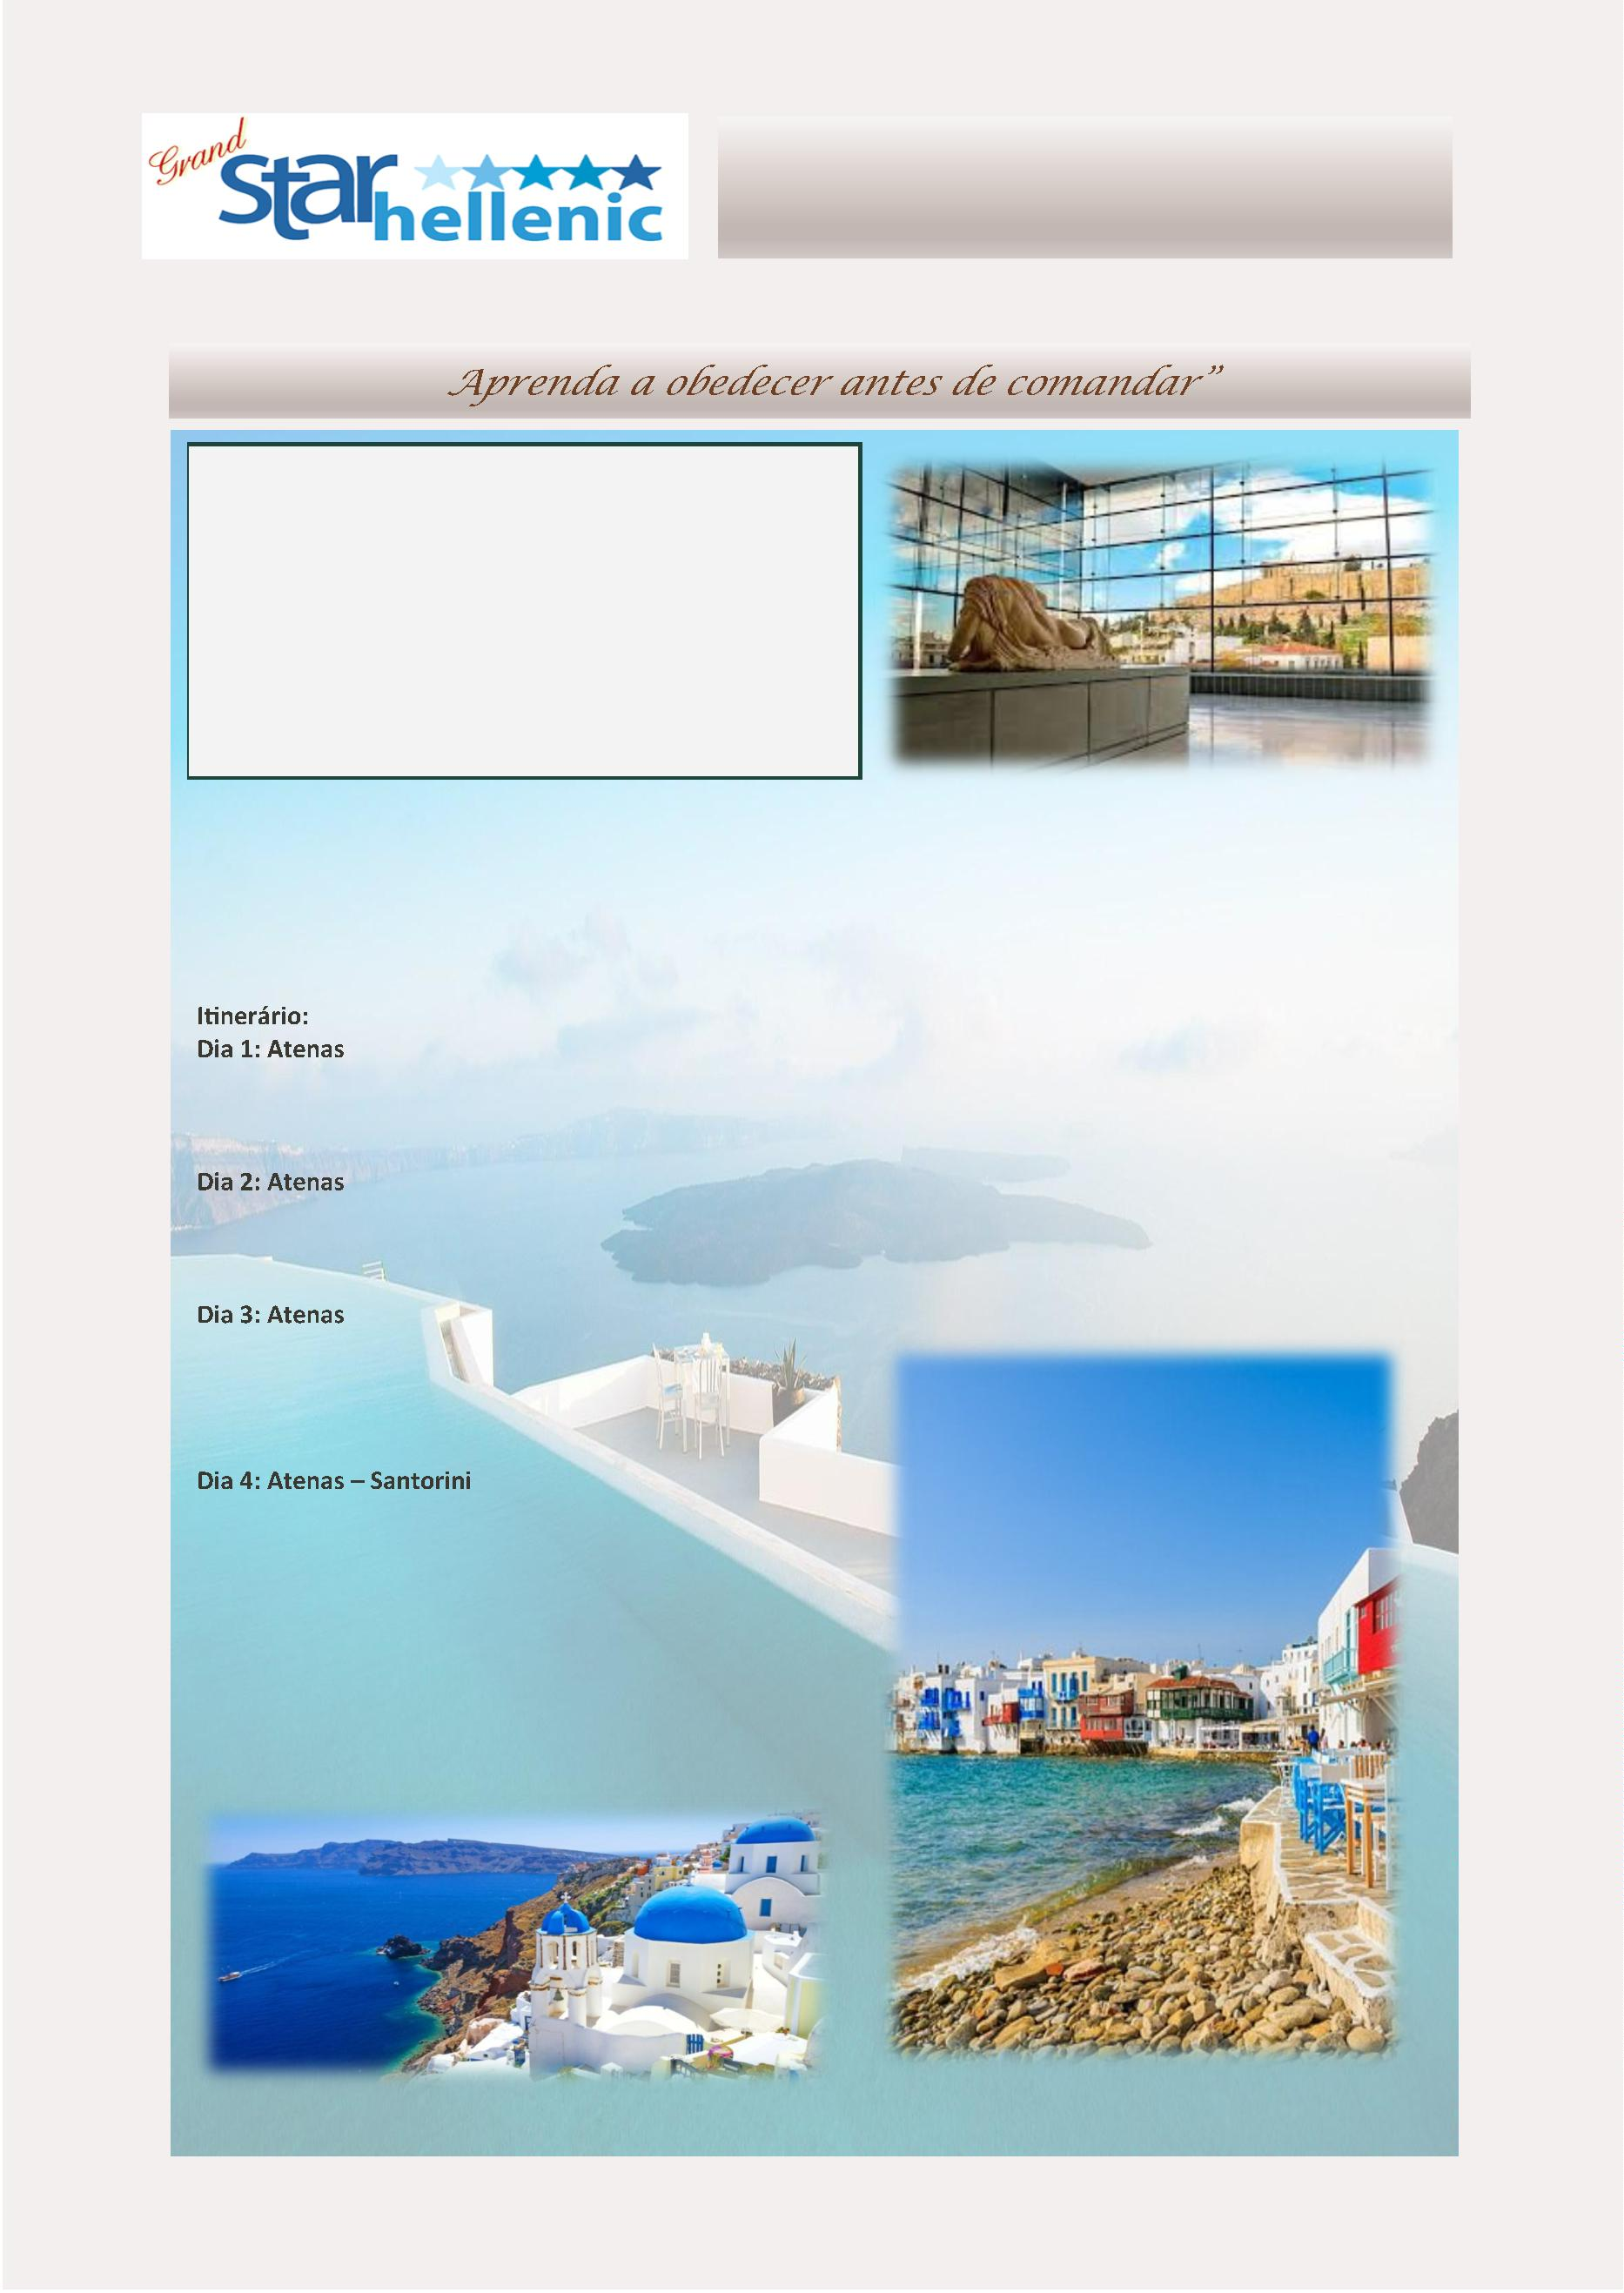 Grand
Star
hellenic
Aprenda a obedecer antes de comandar”
Itinerário:
Dia 1: Atenas
Dia 2: Atenas
Dia 3: Atenas
Dia 4: Atenas – Santorini